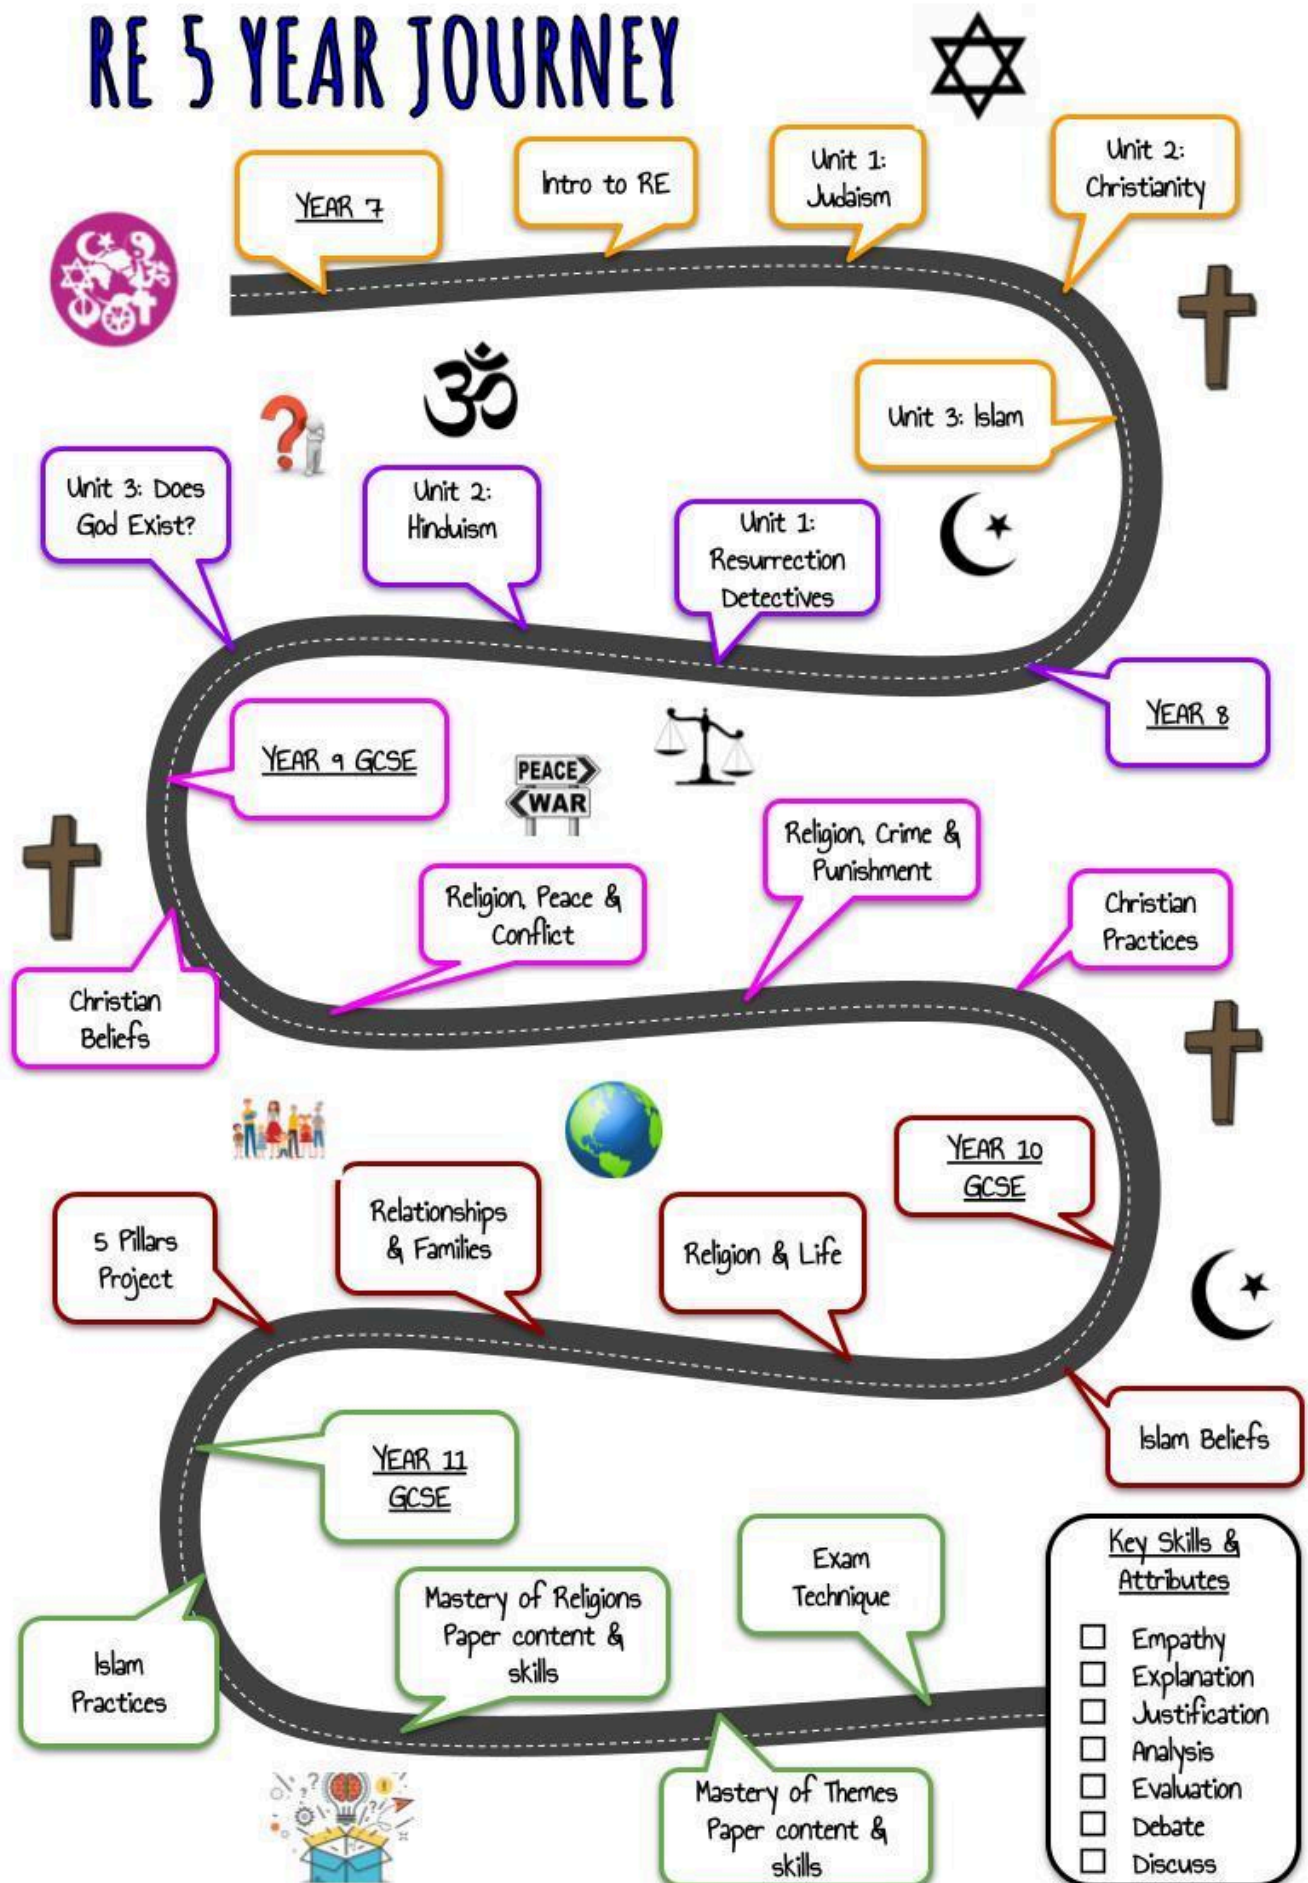 RE 5 YEAR JOURNEY
YEAR 7
Intro to RE
Unit 1:
Judaism
Unit 2:
Christianity
Unit 3: Islam
YEAR 8
Unit 1:
Resurrection
Detectives
Unit 2:
Hinduism
Unit 3: Does
God Exist?
YEAR 9 GCSE
Christian
Beliefs
Religion, Peace &
Conflict
PEACE
WAR
Religion, Crime &
Punishment
Christian
Practices
YEAR 10
GCSE
Islam Beliefs
Religion & Life
Relationships
& Families
5 Pillars
Project
YEAR 11
GCSE
Islam
Practices
Mastery of Religions
Paper content &
skills
Mastery of Themes
Paper content &
skills
Exam
Technique
Key Skills &
Attributes
Empathy
Explanation
Justification
Analysis
Evaluation
Debate
Discuss